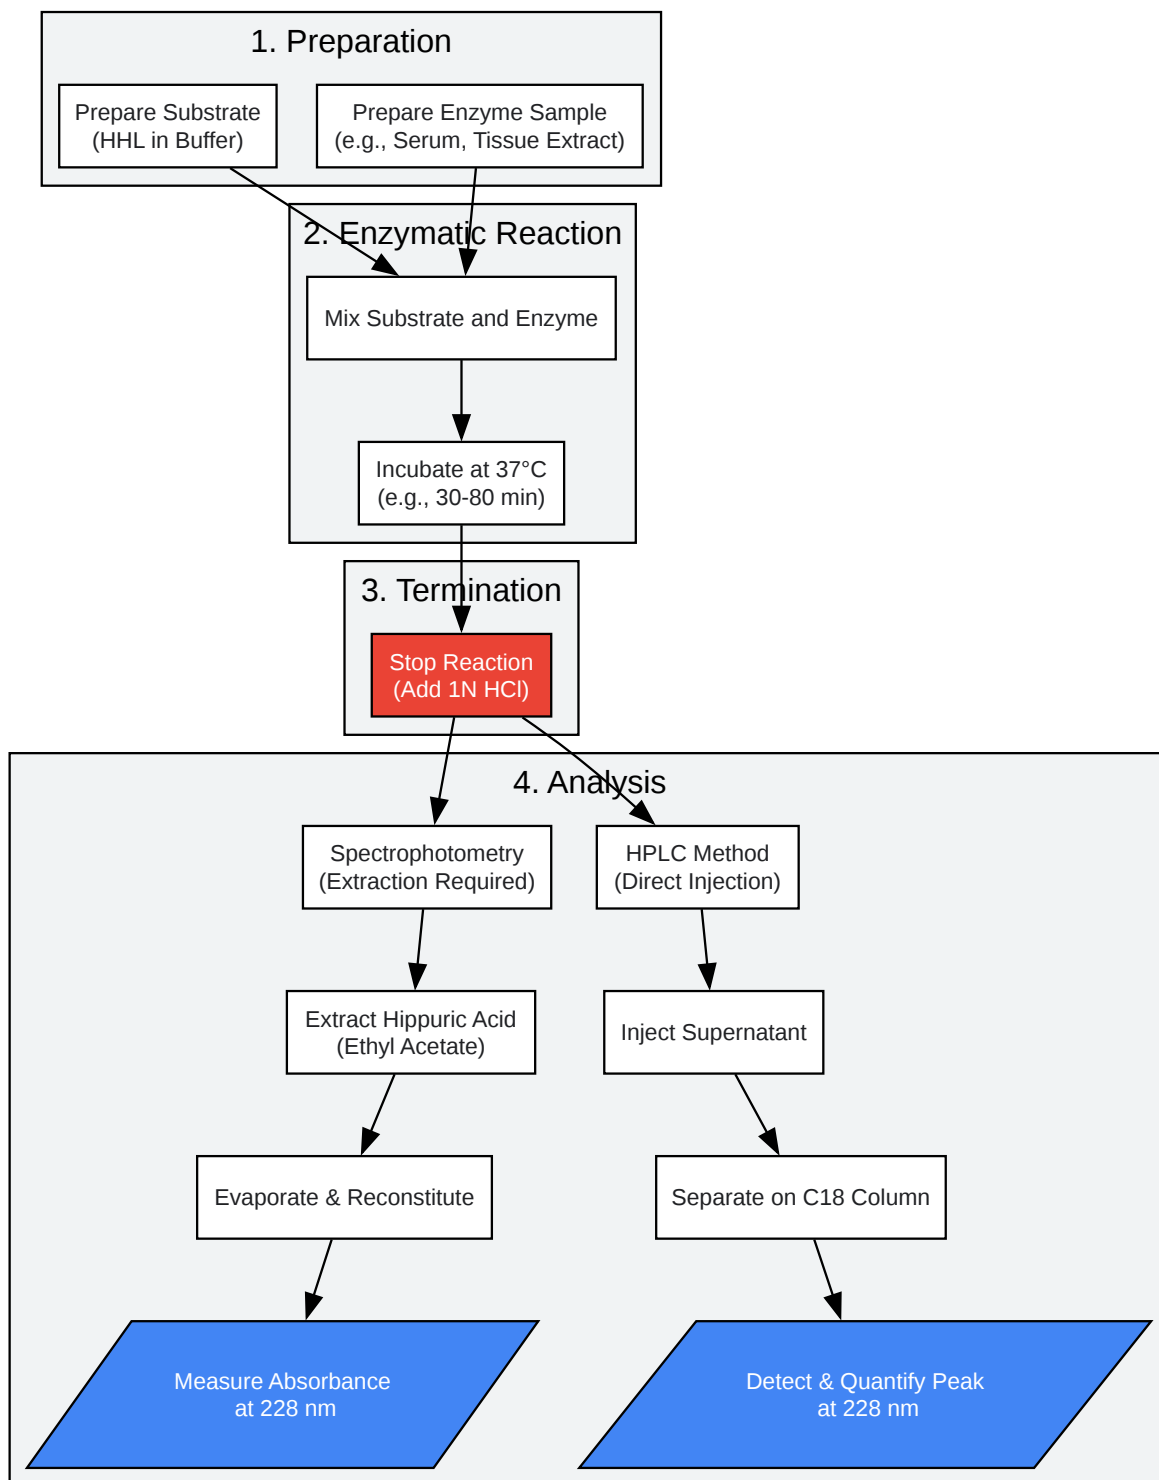 1. Preparation
Prepare Substrate
(HHL in Buffer)
Prepare Enzyme Sample
(e.g., Serum, Tissue Extract)
2. Enzymatic Reaction
Mix Substrate and Enzyme
Incubate at 37°C
(e.g., 30-80 min)
3. Termination
Stop Reaction
(Add 1N HCl)
4. Analysis
Spectrophotometry
(Extraction Required)
HPLC Method
(Direct Injection)
Extract Hippuric Acid
(Ethyl Acetate)
Inject Supernatant
Evaporate & Reconstitute
Separate on C18 Column
Measure Absorbance
at 228 nm
Detect & Quantify Peak
at 228 nm